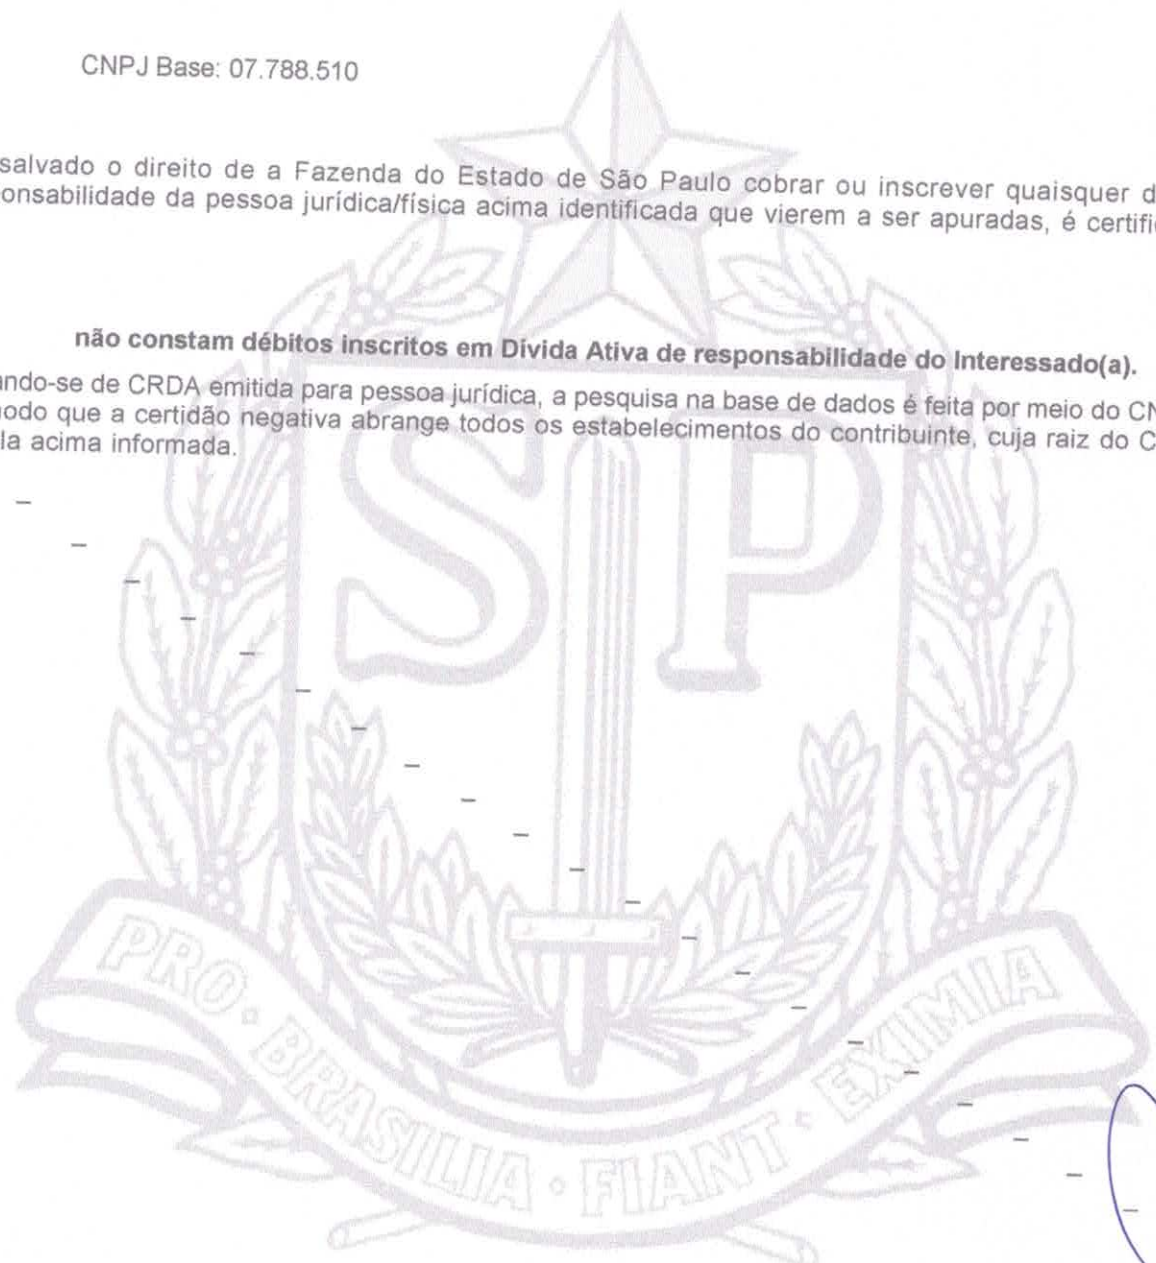 CNPJ Base: 07.788.510
salvado o direito de a Fazenda do Estado de São Paulo cobrar ou inscrever quaisquer d
onsabilidade da pessoa jurídica/física acima identificada que vierem a ser apuradas, é certific
não constam débitos inscritos em Dívida Ativa de responsabilidade do Interessado(a).
ando-se de CRDA emitida para pessoa jurídica, a pesquisa na base de dados é feita por meio do CN
nodo que a certidão negativa abrange todos os estabelecimentos do contribuinte, cuja raiz do C
la acima informada.
SP
PRO · BRASILIA · FIANT · EXIMIA